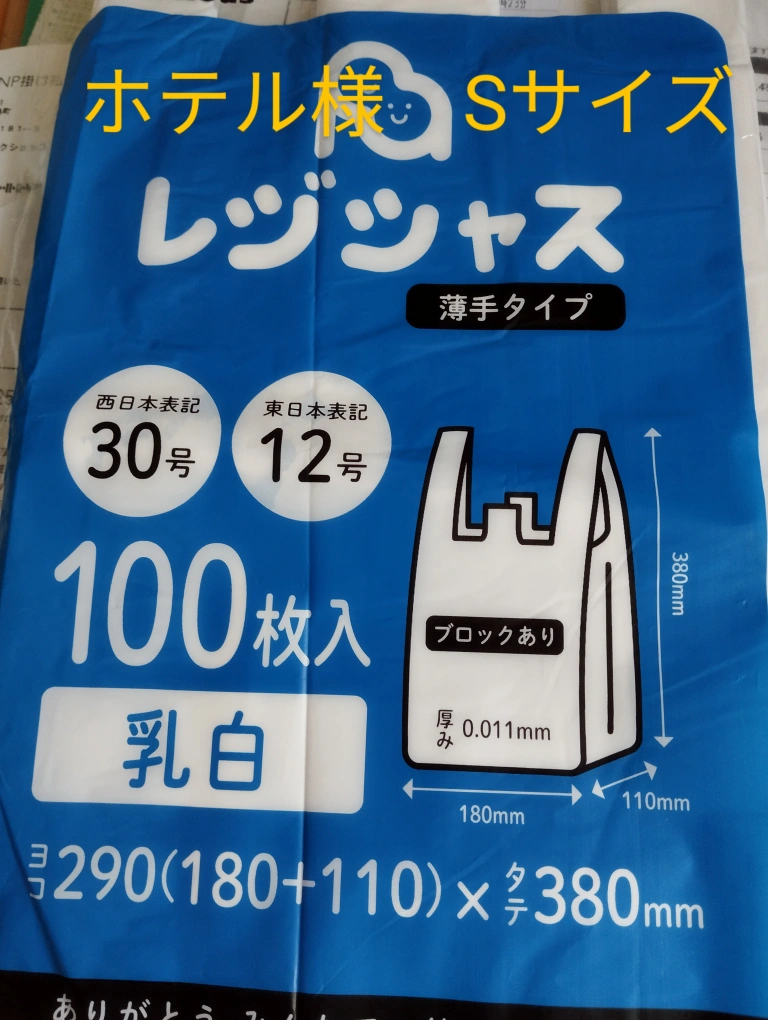 ホテル様　Sサイズ
レジシャス
薄手タイプ
西日本表記
30号
東日本表記
12号
100枚入
乳白
ブロックあり
厚み 0.011mm
380mm
180mm
110mm
ヨコ290(180+110)×タテ380mm